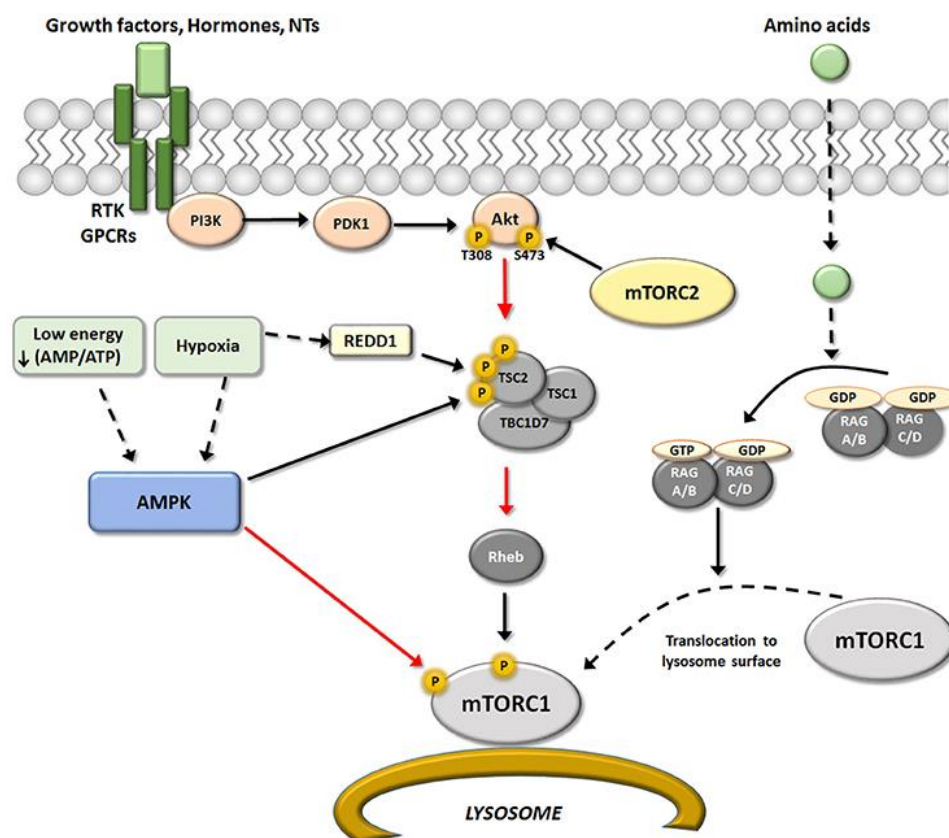 Growth factors, Hormones, NTs
Amino acids
RTK
GPCRs
PI3K
PDK1
Akt
P
P
T308
S473
mTORC2
Low energy
↓ (AMP/ATP)
Hypoxia
REDD1
P
P
P
TSC2
TSC1
TBC1D7
GDP
GDP
RAG
A/B
RAG
C/D
GTP
GDP
RAG
A/B
RAG
C/D
AMPK
Rheb
Translocation to
lysosome surface
mTORC1
P
P
mTORC1
LYSOSOME